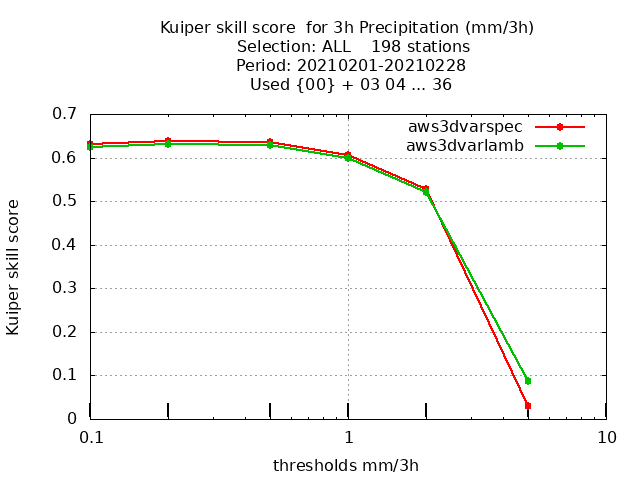 Kuiper skill score  for 3h Precipitation (mm/3h)
Selection: ALL    198 stations
Period: 20210201-20210228
Used {00} + 03 04 ... 36
aws3dvarspec
aws3dvarlamb
0.7
0.6
0.5
0.4
0.3
0.2
0.1
0
Kuiper skill score
0.1 1 10
thresholds mm/3h